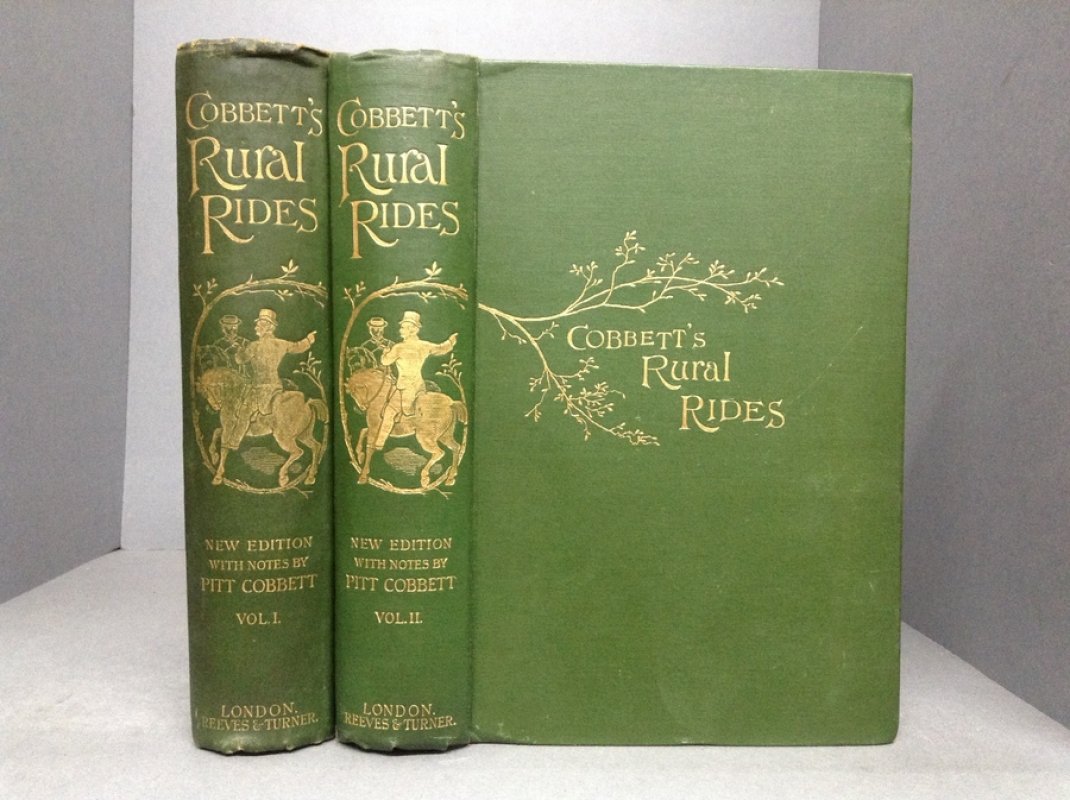 COBBETT'S
Rural
RIDES
NEW EDITION
WITH NOTES BY
PITT COBBETT
VOL. I.
LONDON.
REEVES & TURNER.
COBBETT'S
Rural
RIDES
NEW EDITION
WITH NOTES BY
PITT COBBETT
VOL. II.
LONDON.
REEVES & TURNER.
COBBETT'S
Rural
RIDES